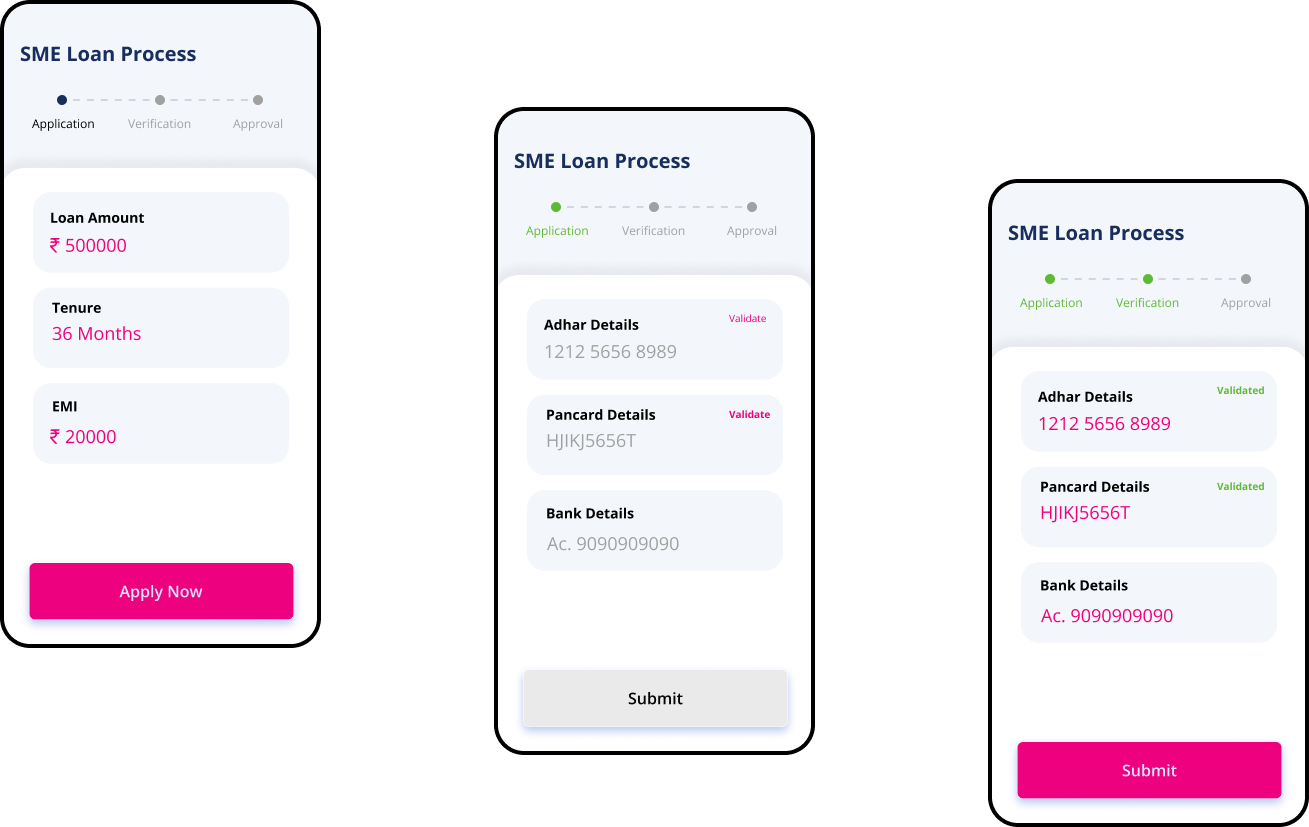 SME Loan Process
Application Verification Approval
Loan Amount
₹ 500000
Tenure
36 Months
EMI
₹ 20000
Apply Now
SME Loan Process
Application Verification Approval
Adhar Details Validate
1212 5656 8989
Pancard Details Validate
HJIKJ5656T
Bank Details
Ac. 9090909090
Submit
SME Loan Process
Application Verification Approval
Adhar Details Validated
1212 5656 8989
Pancard Details Validated
HJIKJ5656T
Bank Details
Ac. 9090909090
Submit